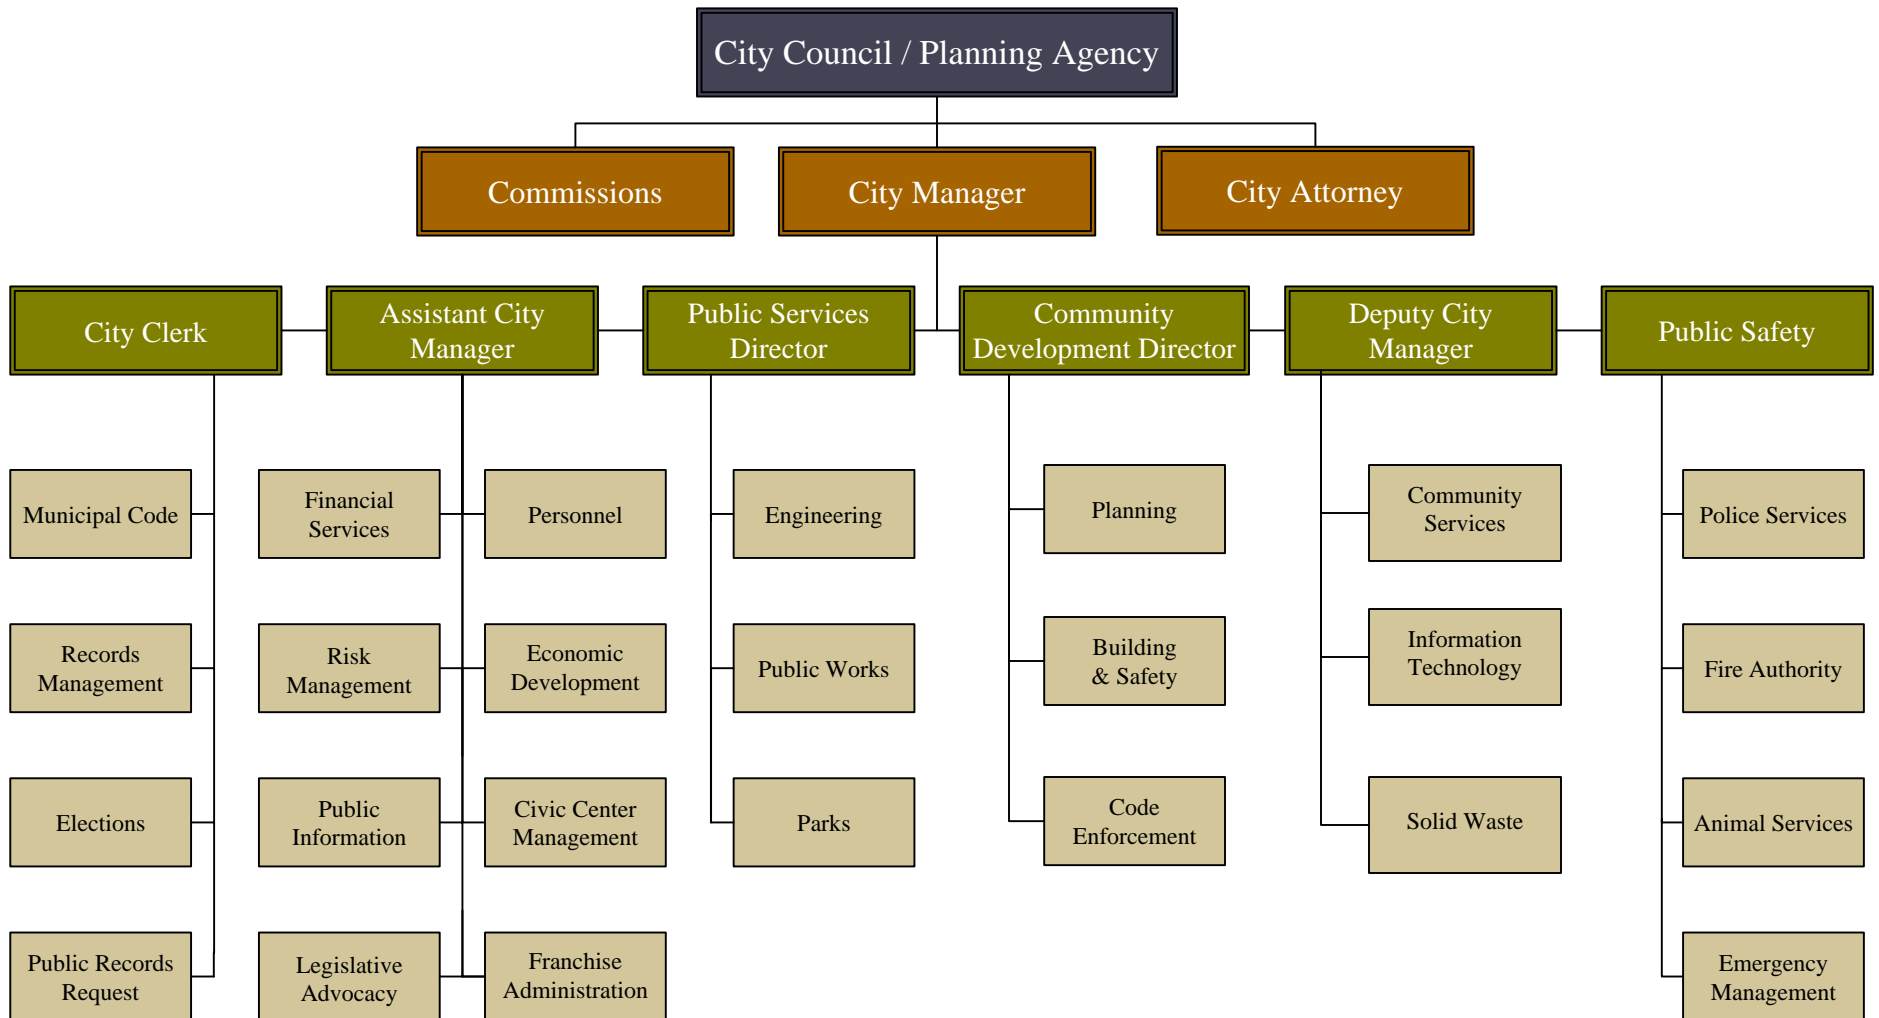 City Council / Planning Agency
Commissions
City Manager
City Attorney
City Clerk
Assistant City
Manager
Public Services
Director
Community
Development Director
Deputy City
Manager
Public Safety
Municipal Code
Financial
Services
Personnel
Engineering
Planning
Community
Services
Police Services
Records
Management
Risk
Management
Economic
Development
Public Works
Building
& Safety
Information
Technology
Fire Authority
Elections
Public
Information
Civic Center
Management
Parks
Code
Enforcement
Solid Waste
Animal Services
Public Records
Request
Legislative
Advocacy
Franchise
Administration
Emergency
Management